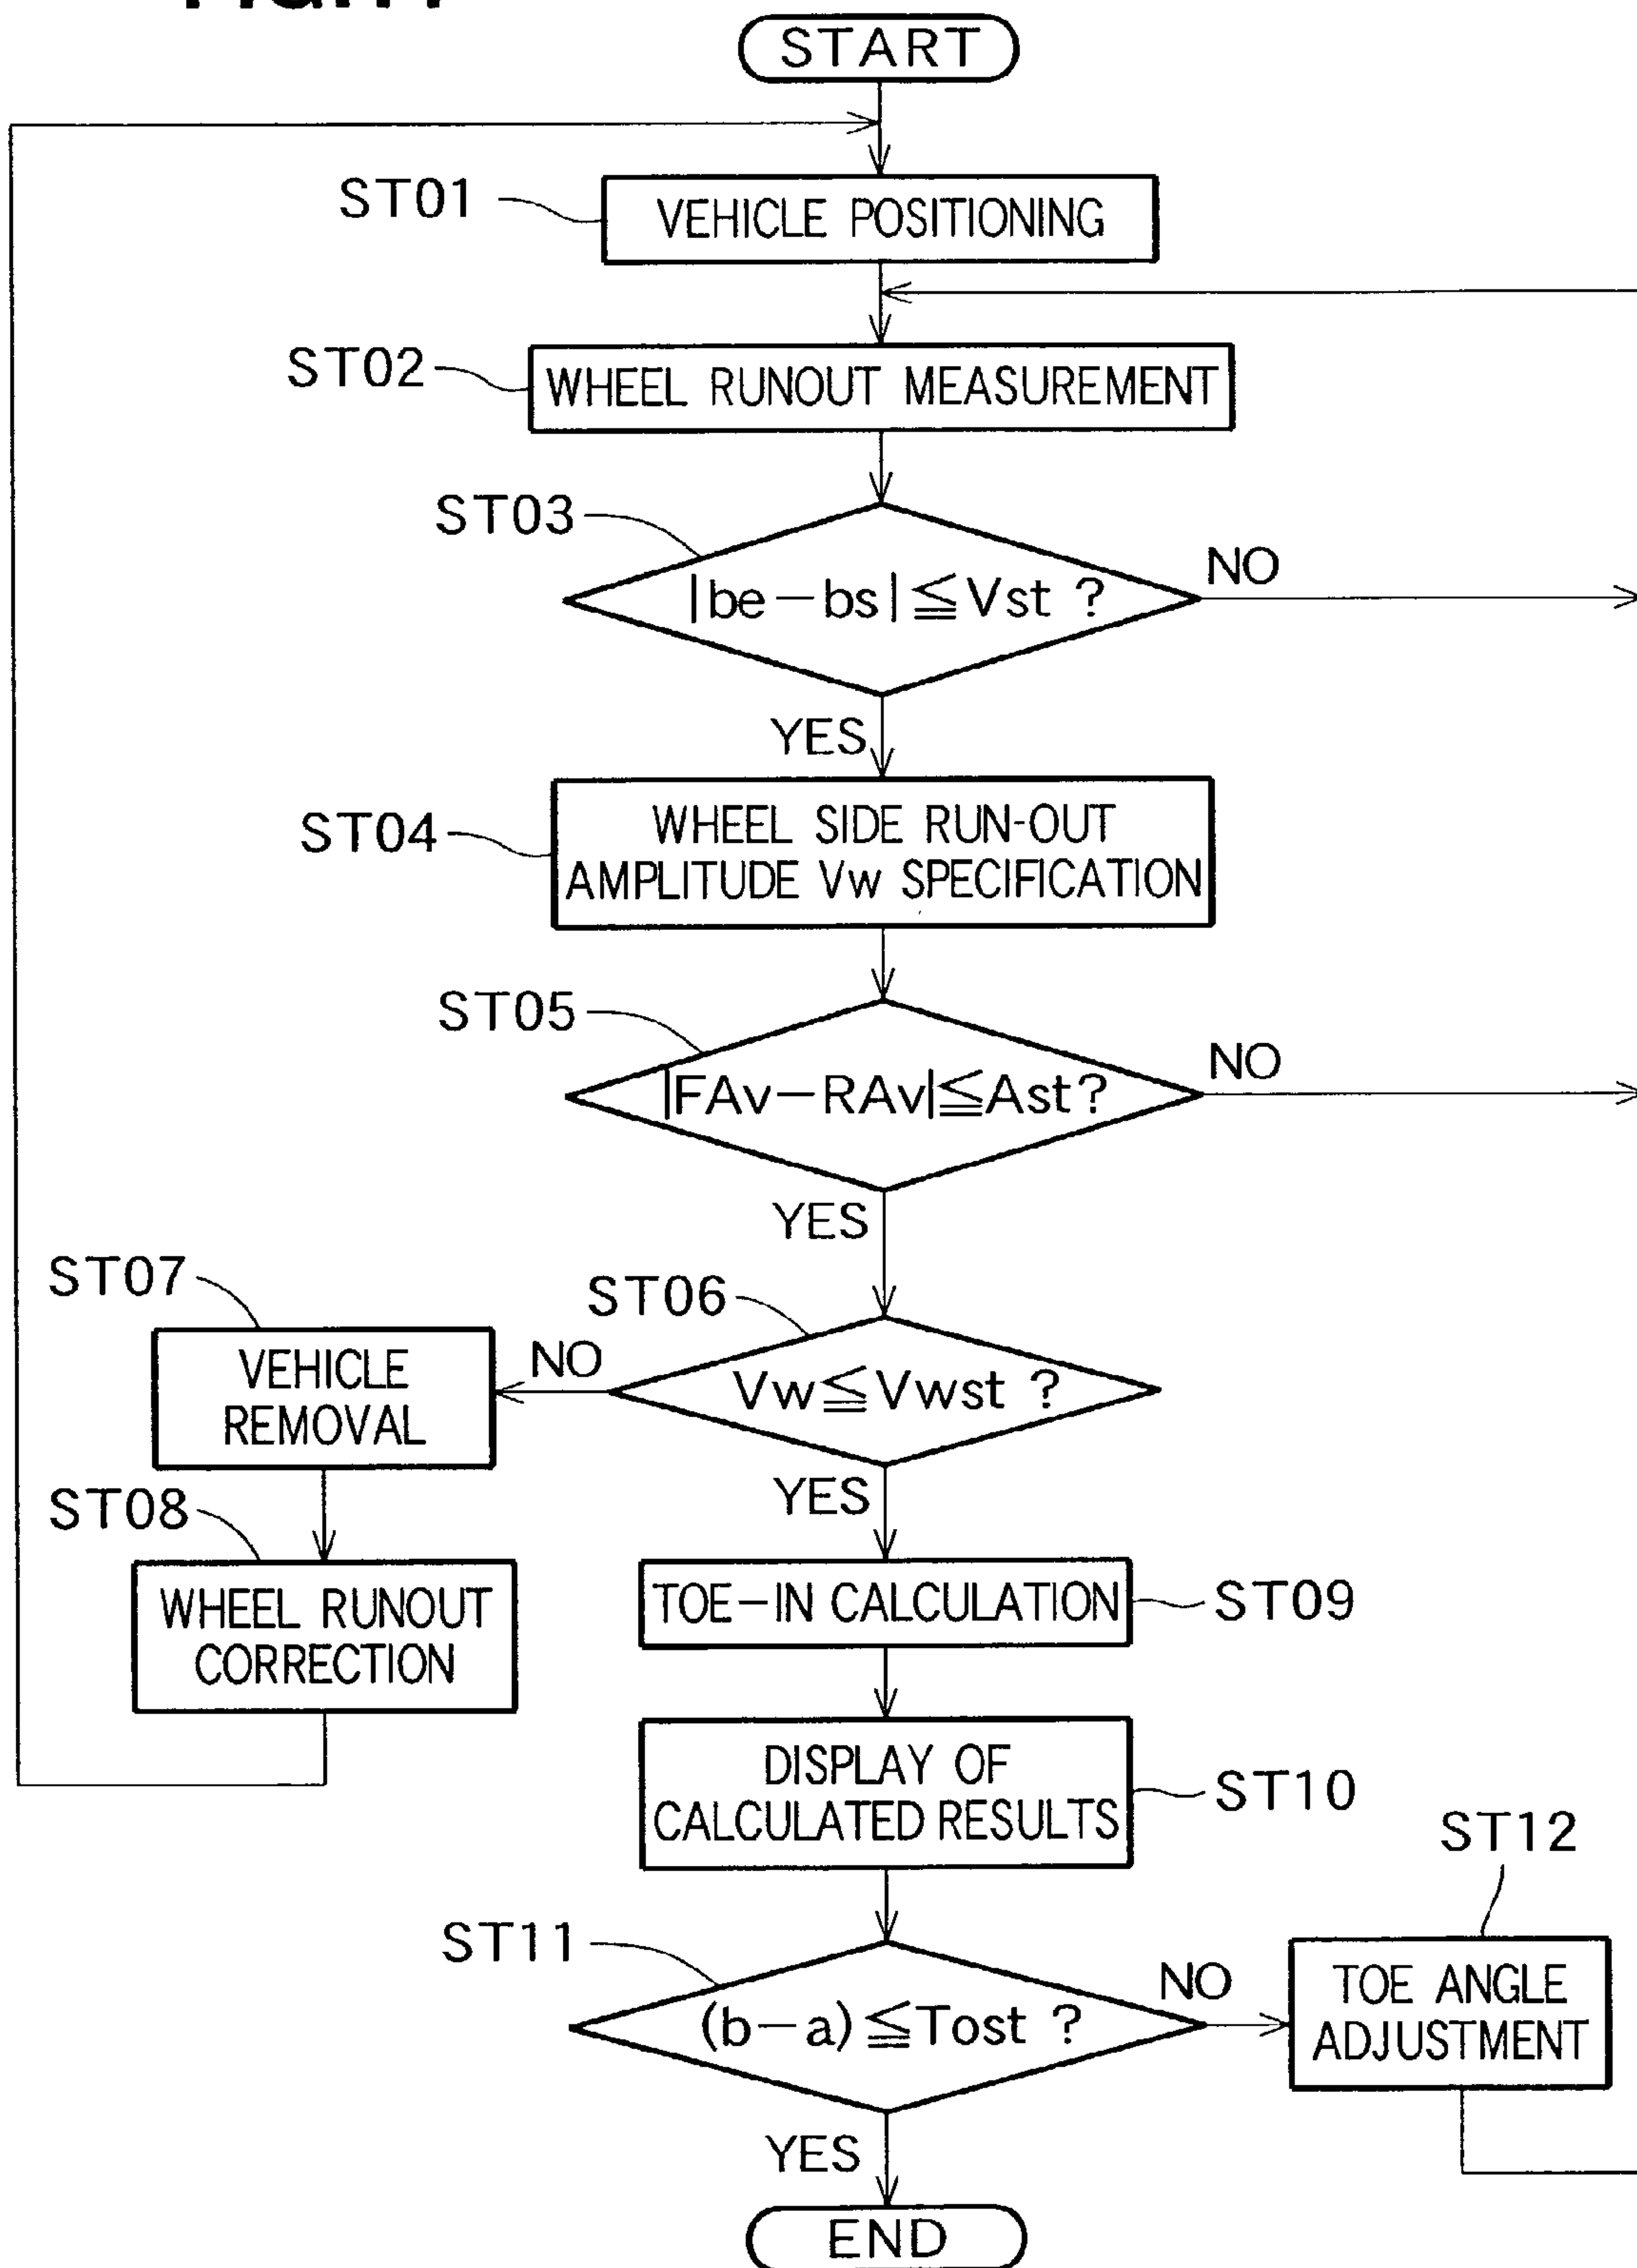 START
ST01
VEHICLE POSITIONING
ST02
WHEEL RUNOUT MEASUREMENT
ST03
|be-bs|≦Vst ?
NO
YES
ST04
WHEEL SIDE RUN-OUT
AMPLITUDE Vw SPECIFICATION
ST05
|FAv-RAv|≦Ast?
NO
YES
ST07
ST06
VEHICLE
REMOVAL
NO
Vw≦Vwst ?
YES
ST08
WHEEL RUNOUT
CORRECTION
TOE-IN CALCULATION
ST09
DISPLAY OF
CALCULATED RESULTS
ST10
ST12
ST11
(b-a)≦Tost ?
NO
TOE ANGLE
ADJUSTMENT
YES
END